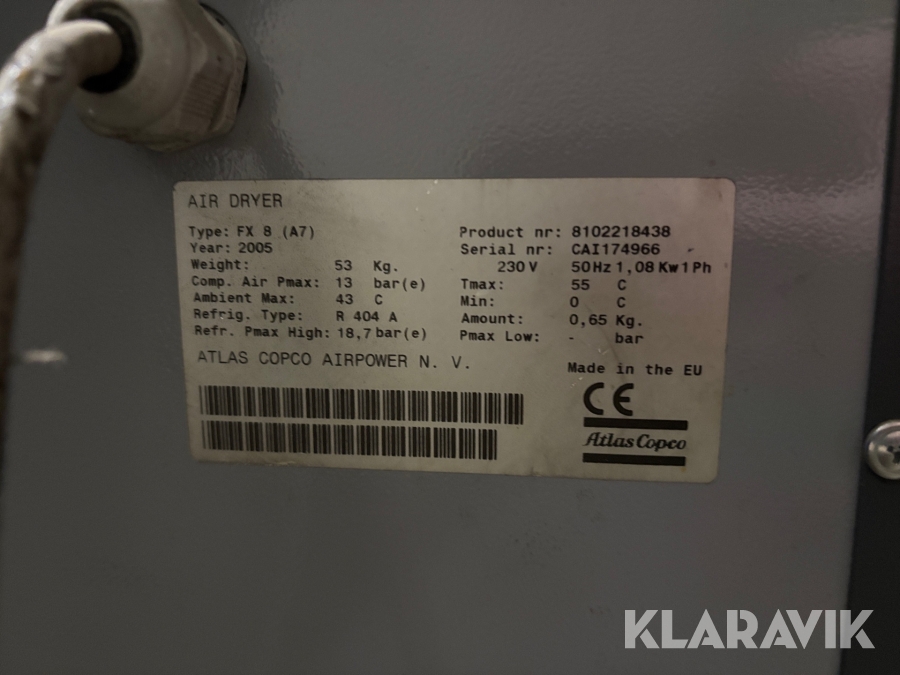 AIR DRYER
Type: FX 8 (A7) Product nr: 8102218438
Year: 2005 Serial nr: CAI174966
Weight: 53 Kg. 230 V 50Hz 1,08 Kw 1 Ph
Comp. Air Pmax: 13 bar(e) Tmax: 55 C
Ambient Max: 43 C Min: 0 C
Refrig. Type: R 404 A Amount: 0,65 Kg.
Refr. Pmax High: 18,7 bar(e) Pmax Low: - bar
ATLAS COPCO AIRPOWER N. V. Made in the EU
CE
Atlas Copco
KLARAVIK